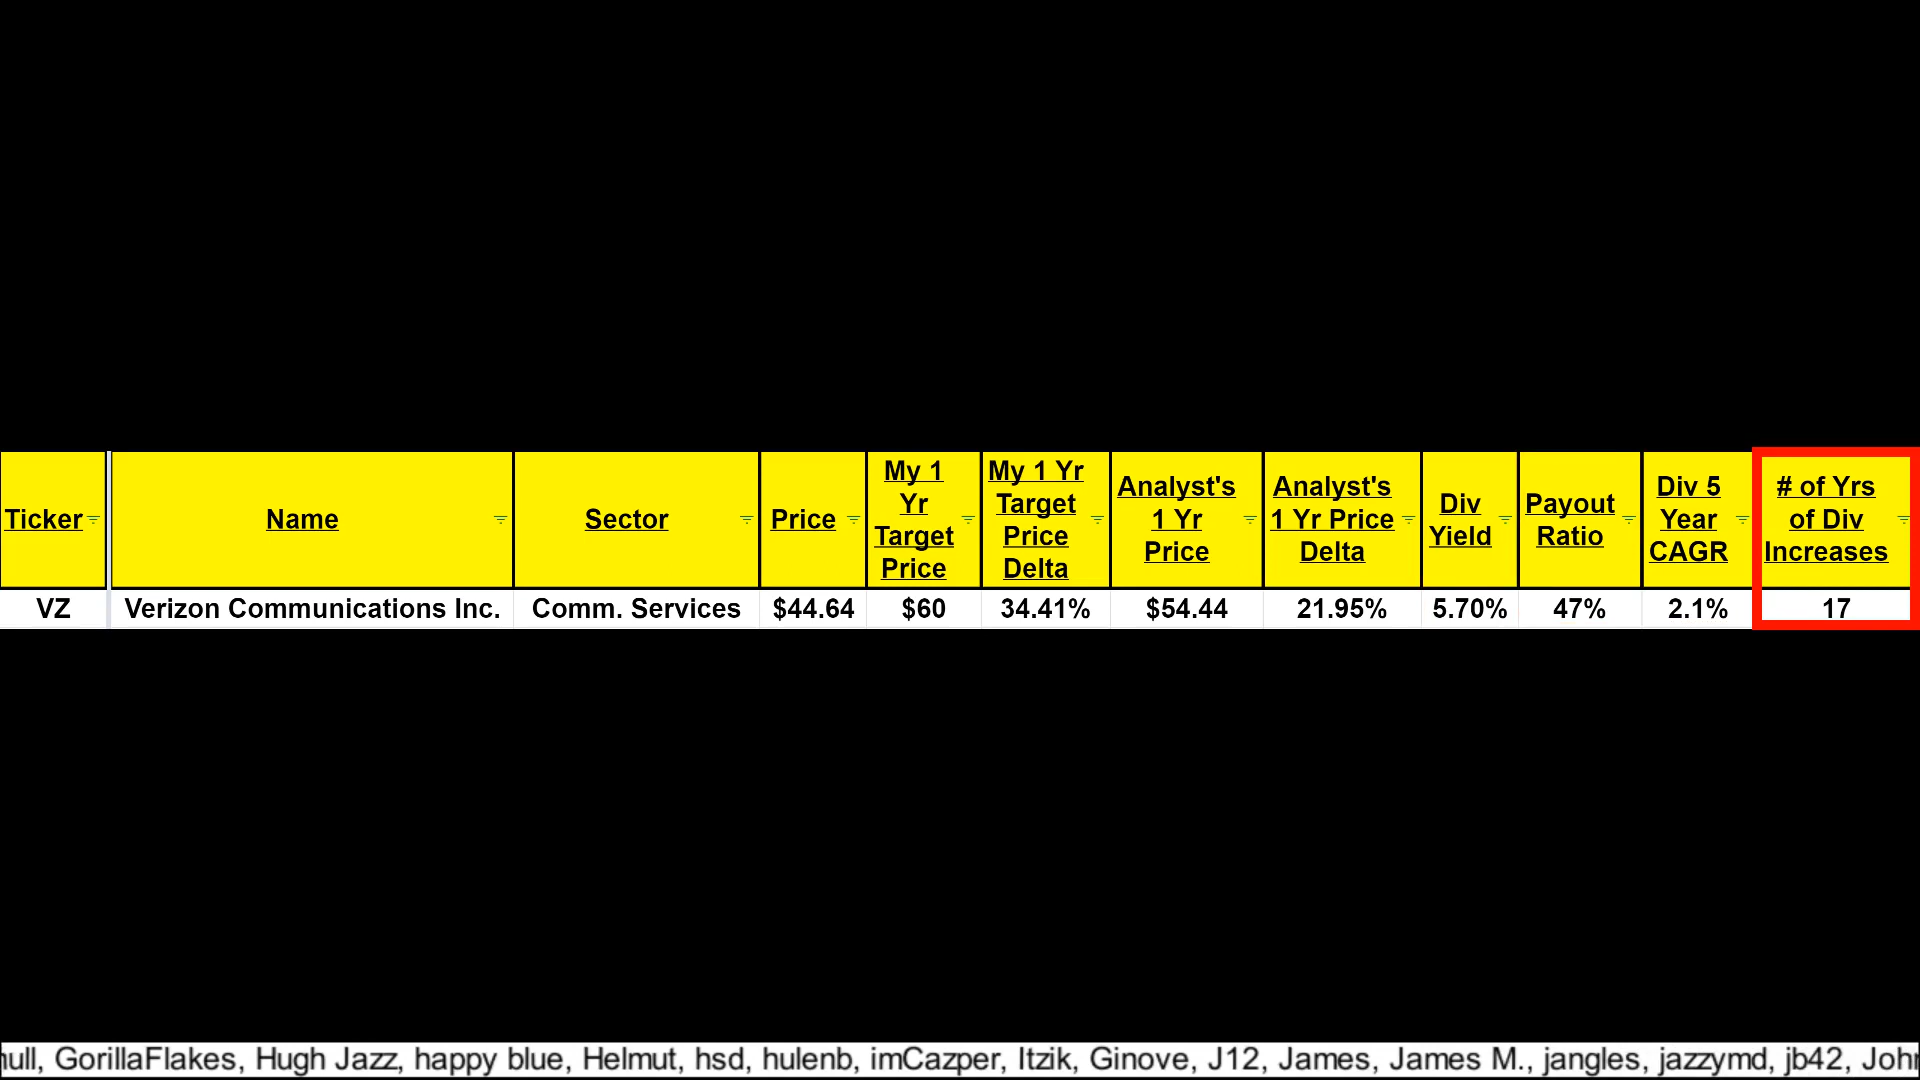 Ticker
Name
Sector
Price
My 1
Yr
Target
Price
My 1 Yr
Target
Price
Delta
Analyst's
1 Yr
Price
Analyst's
1 Yr Price
Delta
Div
Yield
Payout
Ratio
Div 5
Year
CAGR
# of Yrs
of Div
Increases
VZ
Verizon Communications Inc.
Comm. Services
$44.64
$60
34.41%
$54.44
21.95%
5.70%
47%
2.1%
17
GorillaFlakes, Hugh Jazz, happy blue, Helmut, hsd, hulenb, imCazper, Itzik, Ginove, J12, James, James M., jangles, jazzymd, jb42,